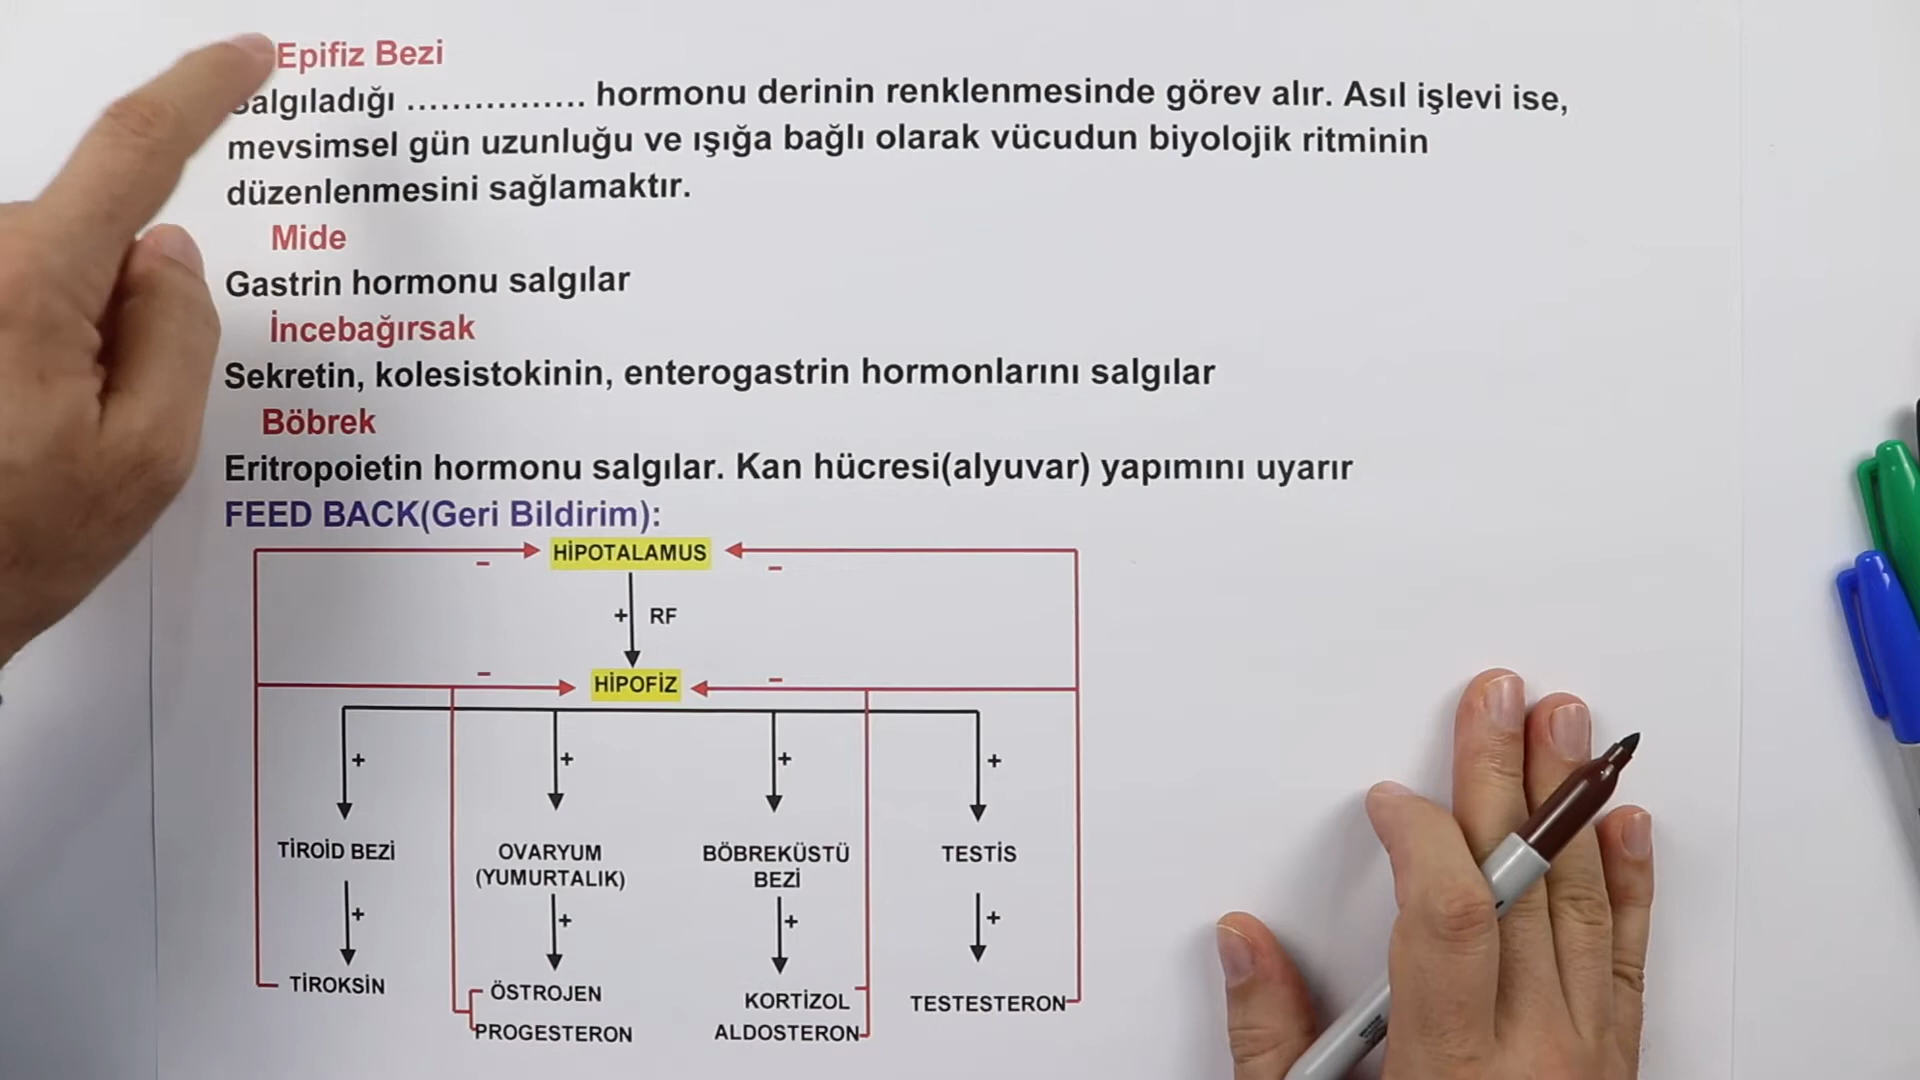 Epifiz Bezi
Salgıladığı ................ hormonu derinin renklenmesinde görev alır. Asıl işlevi ise,
mevsimsel gün uzunluğu ve ışığa bağlı olarak vücudun biyolojik ritminin
düzenlenmesini sağlamaktır.
Mide
Gastrin hormonu salgılar
İncebağırsak
Sekretin, kolesistokinin, enterogastrin hormonlarını salgılar
Böbrek
Eritropoietin hormonu salgılar. Kan hücresi(alyuvar) yapımını uyarır
FEED BACK(Geri Bildirim):
HİPOTALAMUS
- -
+ RF
- -
HİPOFİZ
+ + + +
TİROİD BEZİ OVARYUM BÖBREKÜSTÜ TESTİS
(YUMURTALIK) BEZİ
+ + + +
TİROKSİN ÖSTROJEN KORTİZOL TESTESTERON
PROGESTERON ALDOSTERON